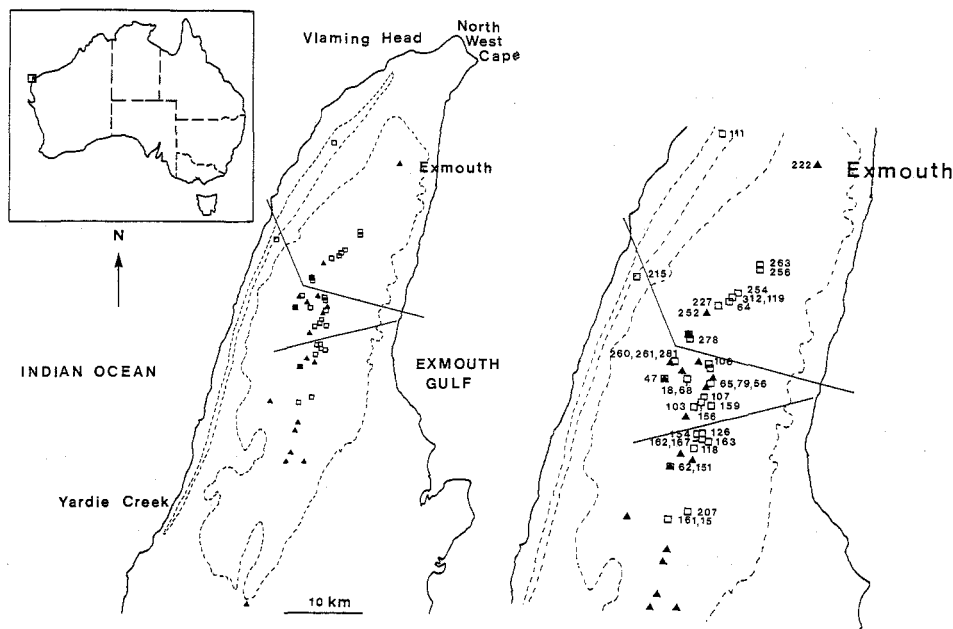 Vlaming Head
North
West
Cape
Exmouth
N
INDIAN OCEAN
EXMOUTH
GULF
Yardie Creek
10 km
111
222
Exmouth
215
263
256
254
312,119
227
64
252
278
260, 261, 281
106
47
18, 68
65,79,56
107
103
159
156
154
126
162,167
163
118
62,151
207
161,15